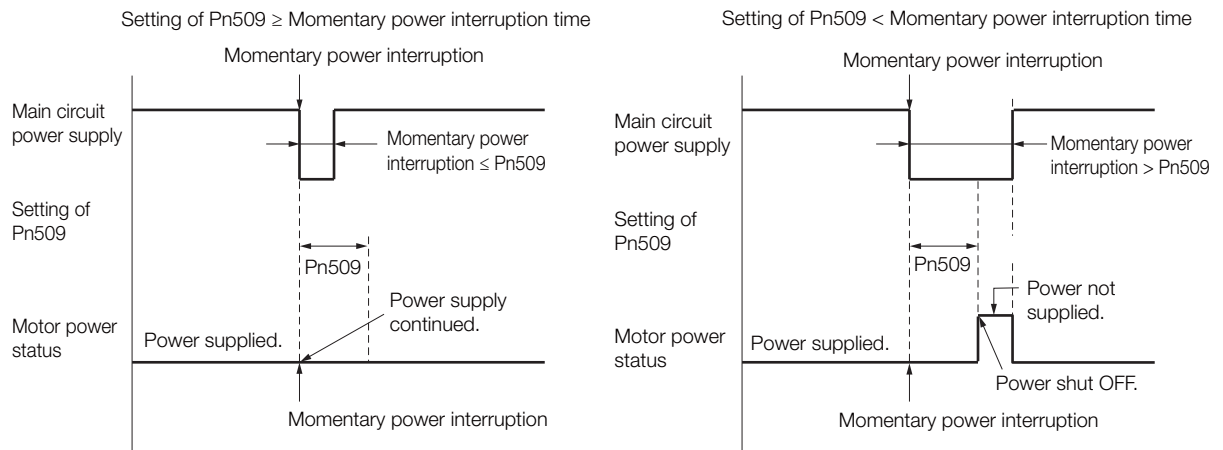 Setting of Pn509 ≥ Momentary power interruption time
Momentary power interruption
Main circuit
power supply
Momentary power
interruption ≤ Pn509
Setting of
Pn509
Pn509
Power supply
continued.
Motor power
status
Power supplied.
Momentary power interruption
Setting of Pn509 < Momentary power interruption time
Momentary power interruption
Main circuit
power supply
Momentary power
interruption > Pn509
Setting of
Pn509
Pn509
Power not
supplied.
Motor power
status
Power supplied.
Power shut OFF.
Momentary power interruption